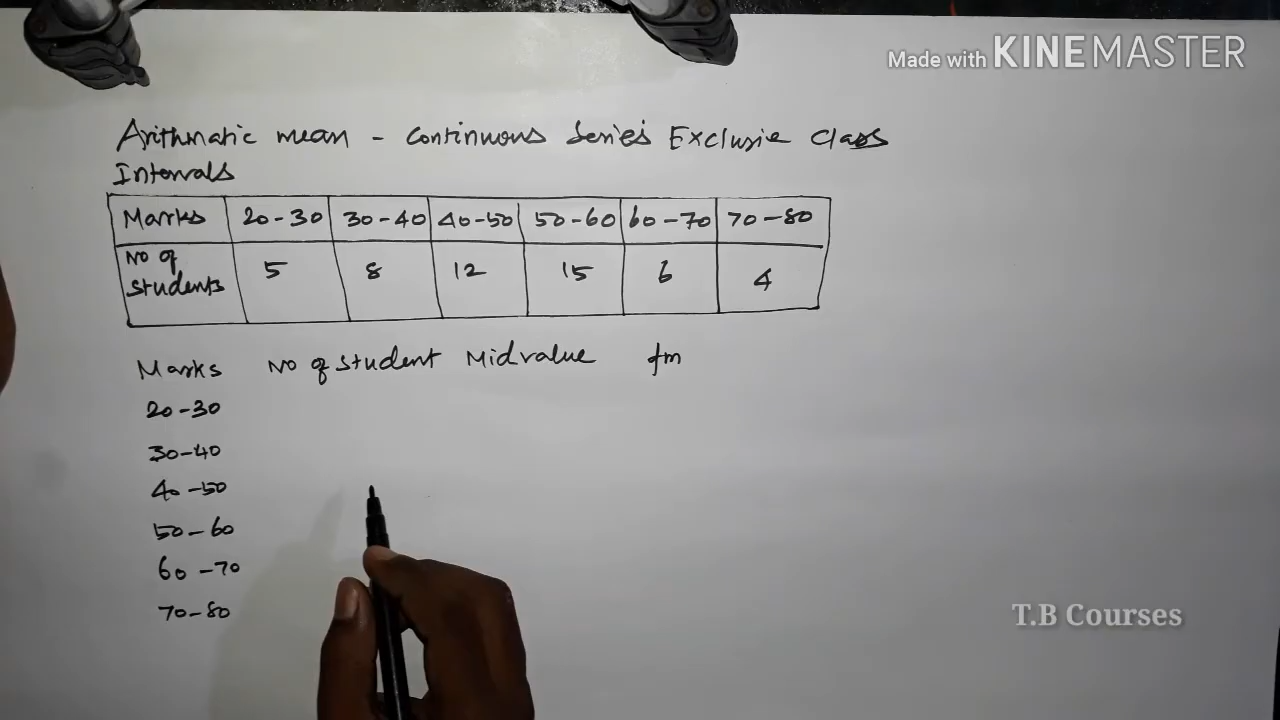 Made with KINEMASTER
Arithmatic mean - Continuous Series Exclusie Class
Intervals
Marks 20-30 30-40 40-50 50-60 60-70 70-80
No of
students 5 8 12 15 6 4
Marks No of student Midvalue fm
20-30
30-40
40-50
50-60
60-70
70-80
T.B Courses